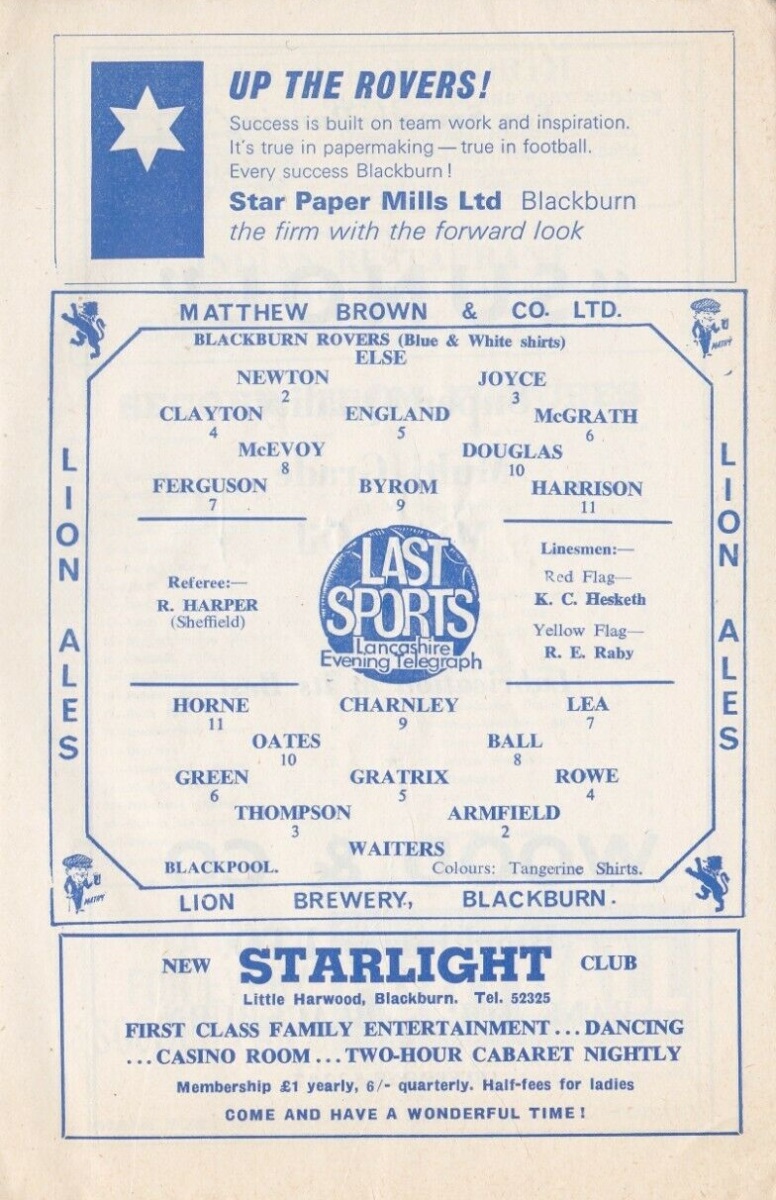 UP THE ROVERS!
Success is built on team work and inspiration.
It's true in papermaking — true in football.
Every success Blackburn!
Star Paper Mills Ltd Blackburn
the firm with the forward look
MATTHEW BROWN & CO. LTD.
MATTY
LION ALES
LION ALES
BLACKBURN ROVERS (Blue & White shirts)
ELSE
NEWTON JOYCE
2 3
CLAYTON ENGLAND McGRATH
4 5 6
McEVOY DOUGLAS
8 10
FERGUSON BYROM HARRISON
7 9 11
Referee:—
R. HARPER
(Sheffield)
LAST
SPORTS
Lancashire
Evening Telegraph
Linesmen:—
Red Flag—
K. C. Hesketh
Yellow Flag—
R. E. Raby
HORNE CHARNLEY LEA
11 9 7
OATES BALL
10 8
GREEN GRATRIX ROWE
6 5 4
THOMPSON ARMFIELD
3 2
WAITERS
BLACKPOOL. Colours: Tangerine Shirts.
MATTY
LION BREWERY, BLACKBURN.
NEW STARLIGHT CLUB
Little Harwood, Blackburn. Tel. 52325
FIRST CLASS FAMILY ENTERTAINMENT...DANCING
...CASINO ROOM...TWO-HOUR CABARET NIGHTLY
Membership £1 yearly, 6/- quarterly. Half-fees for ladies
COME AND HAVE A WONDERFUL TIME!